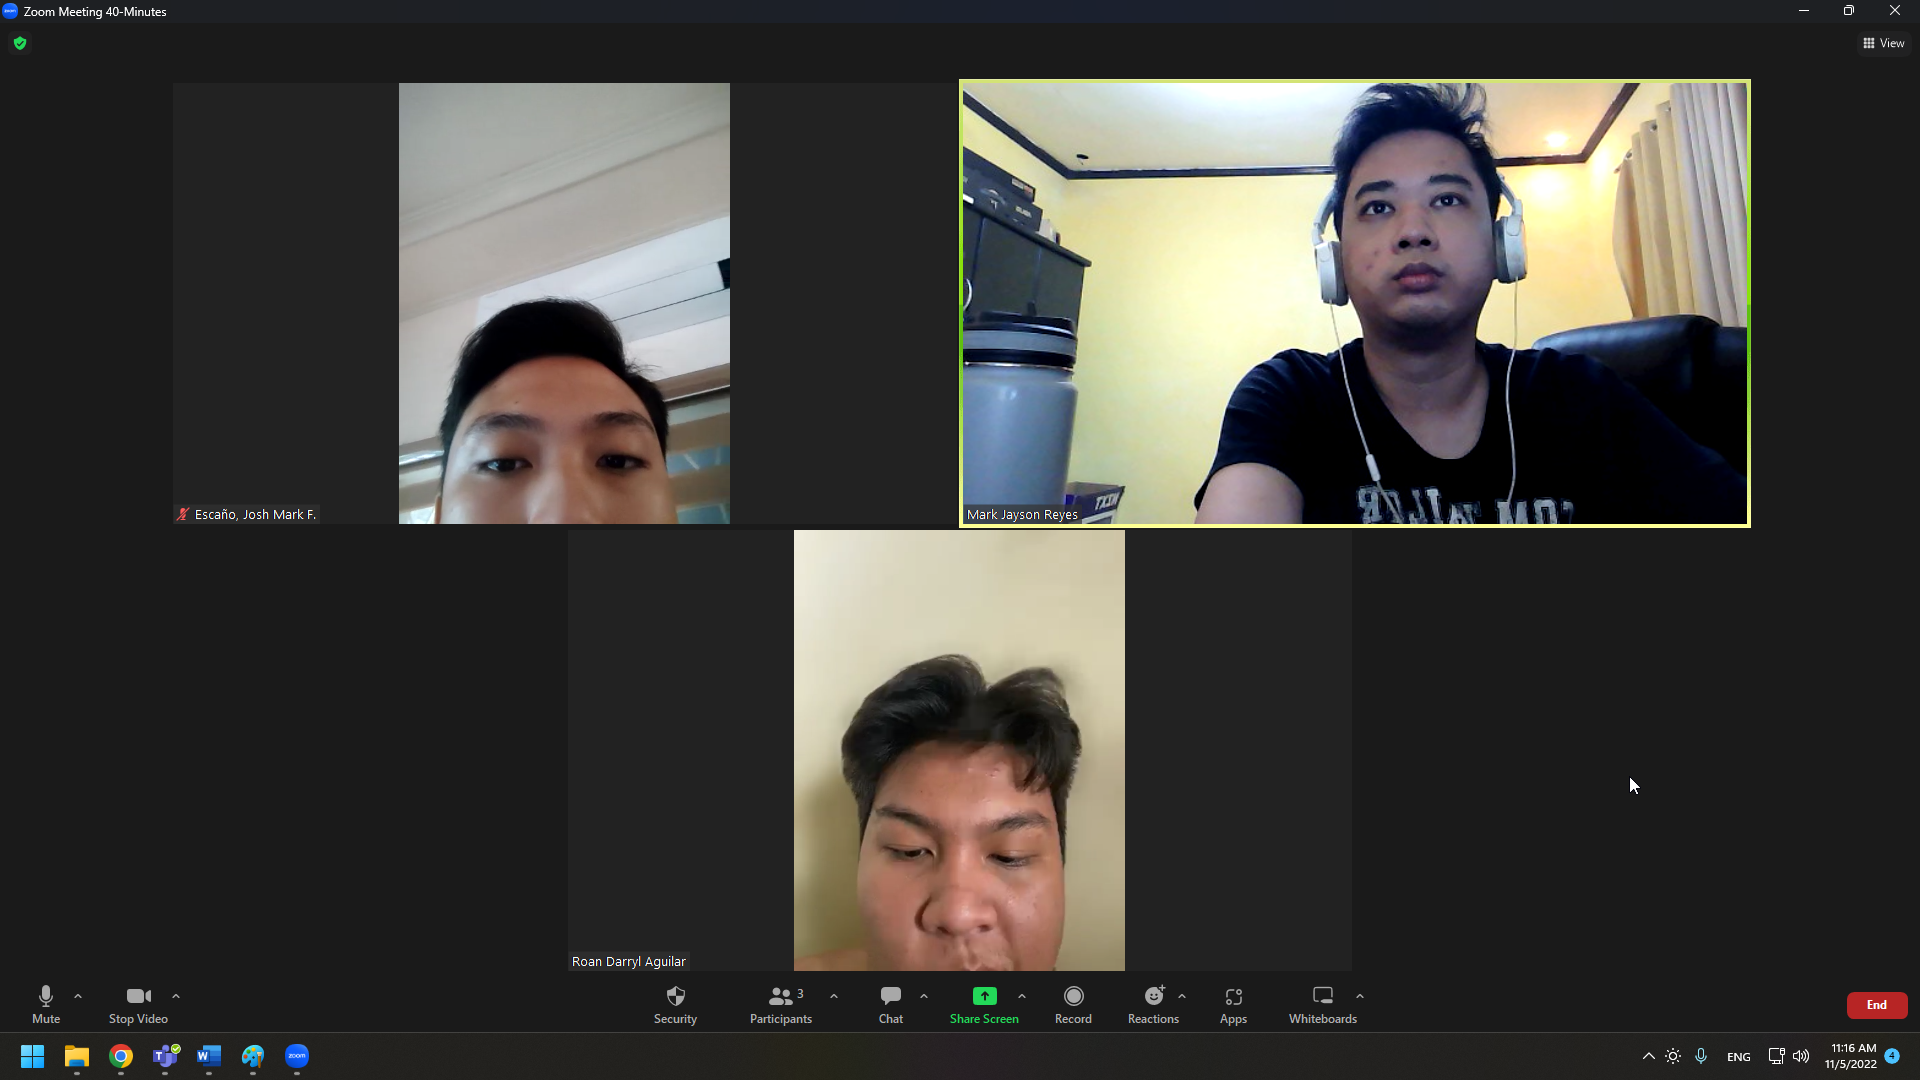 Zoom Meeting 40-Minutes
View
Escaño, Josh Mark F.
Mark Jayson Reyes
Roan Darryl Aguilar
3
Mute
Stop Video
Security
Participants
Chat
Share Screen
Record
Reactions
Apps
Whiteboards
End
zoom
ENG
11:16 AM
11/5/2022
4